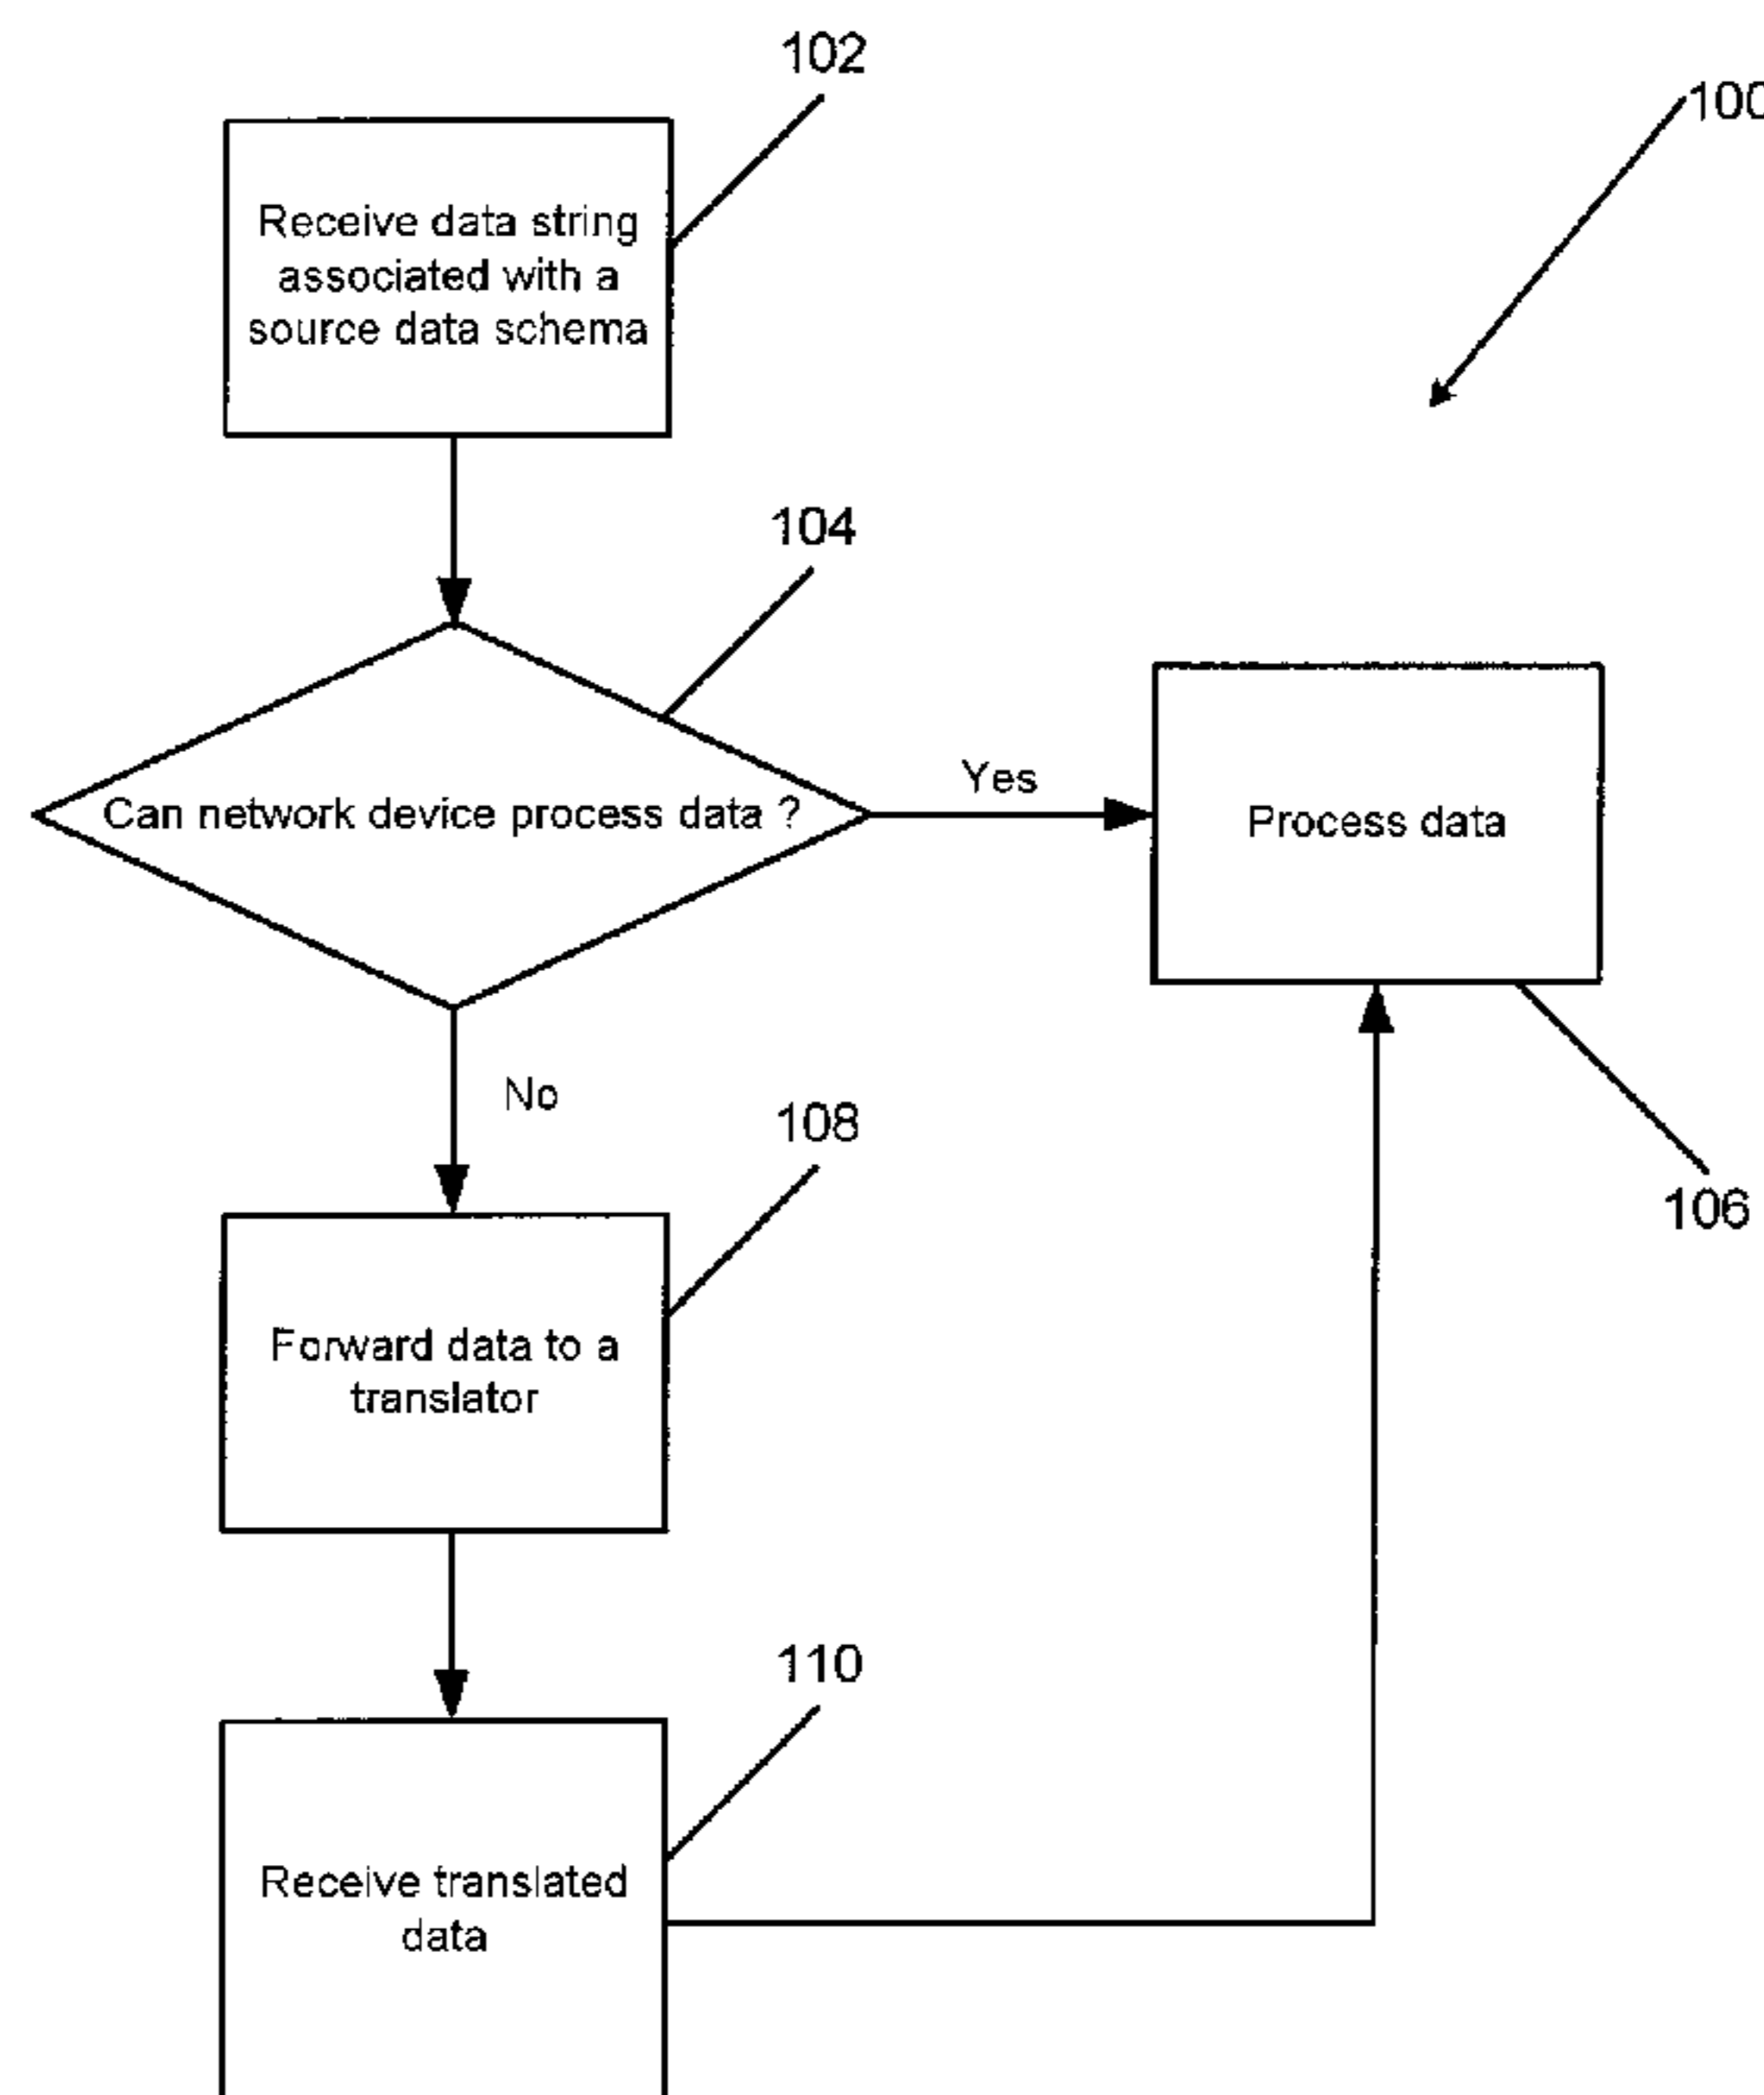 102
100
Receive data string
associated with a
source data schema
104
Can network device process data ?
Yes
Process data
No
108
106
Forward data to a
translator
110
Receive translated
data